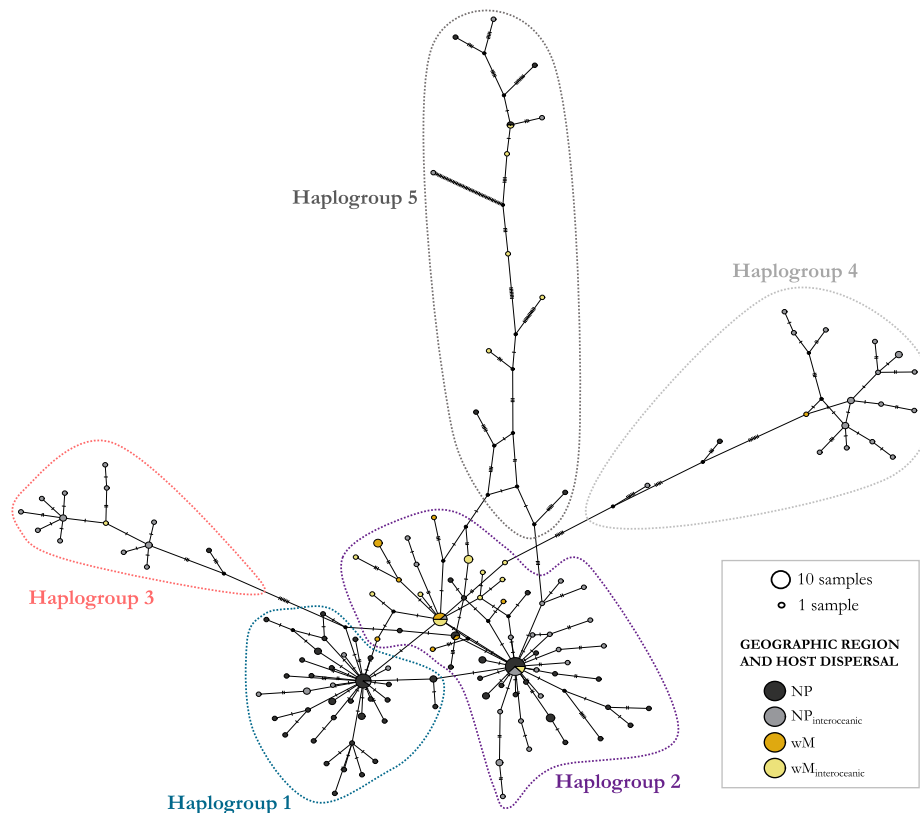 Haplogroup 5
Haplogroup 4
Haplogroup 3
Haplogroup 1
Haplogroup 2
10 samples
1 sample
GEOGRAPHIC REGION
AND HOST DISPERSAL
NP
NPinteroceanic
wM
wMinteroceanic